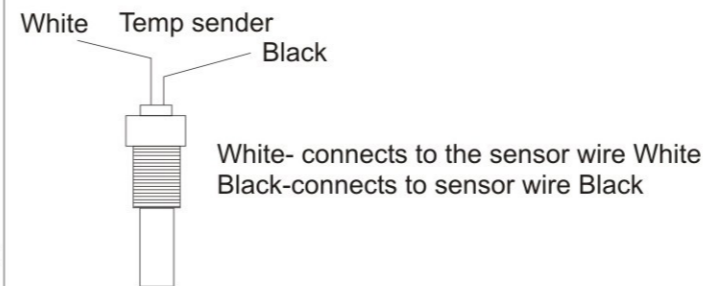 White Temp sender
Black
White- connects to the sensor wire White
Black-connects to sensor wire Black